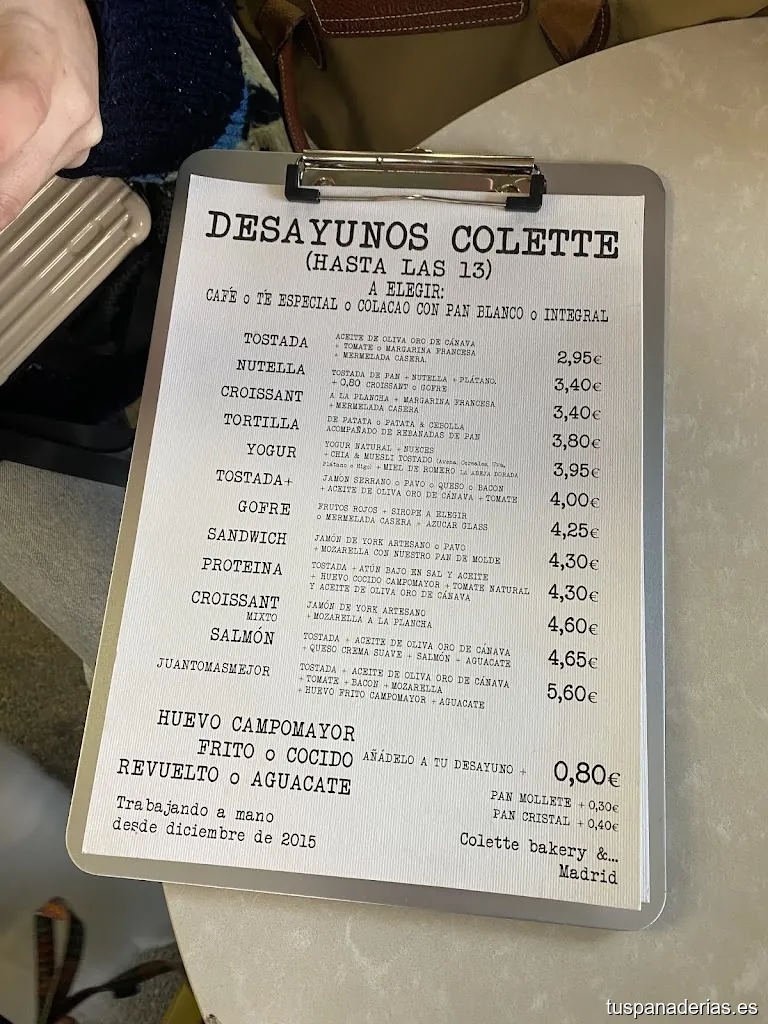 DESAYUNOS COLETTE
(HASTA LAS 13)
A ELEGIR:
CAFÉ o TÉ ESPECIAL o COLACAO CON PAN BLANCO o INTEGRAL
TOSTADA
ACEITE DE OLIVA ORO DE CÁNAVA
+ TOMATE o MARGARINA FRANCESA
+ MERMELADA CASERA.
2,95€
NUTELLA
TOSTADA DE PAN + NUTELLA + PLÁTANO.
+ 0,80 CROISSANT o GOFRE
3,40€
CROISSANT
A LA PLANCHA + MARGARINA FRANCESA
+ MERMELADA CASERA
3,40€
TORTILLA
DE PATATA o PATATA & CEBOLLA
ACOMPAÑADO DE REBANADAS DE PAN
3,80€
YOGUR
YOGUR NATURAL + NUECES
+ CHIA & MUESLI TOSTADO (Avena, Cereales, Uva,
Plátano o Higo) + MIEL DE ROMERO LA ABEJA DORADA
3,95€
TOSTADA+
JAMÓN SERRANO o PAVO o QUESO o BACON
+ ACEITE DE OLIVA ORO DE CÁNAVA + TOMATE
4,00€
GOFRE
FRUTOS ROJOS + SIROPE A ELEGIR
o MERMELADA CASERA + AZUCAR GLASS
4,25€
SANDWICH
JAMÓN DE YORK ARTESANO o PAVO
+ MOZARELLA CON NUESTRO PAN DE MOLDE
4,30€
PROTEINA
TOSTADA + ATÚN BAJO EN SAL Y ACEITE
+ HUEVO COCIDO CAMPOMAYOR + TOMATE NATURAL
Y ACEITE DE OLIVA ORO DE CÁNAVA
4,30€
CROISSANT
MIXTO
JAMÓN DE YORK ARTESANO
+ MOZARELLA A LA PLANCHA
4,60€
SALMÓN
TOSTADA + ACEITE DE OLIVA ORO DE CÁNAVA
+ QUESO CREMA SUAVE + SALMÓN + AGUACATE
4,65€
JUANTOMASMEJOR
TOSTADA + ACEITE DE OLIVA ORO DE CÁNAVA
+ TOMATE + BACON + MOZARELLA
+ HUEVO FRITO CAMPOMAYOR + AGUACATE
5,60€
HUEVO CAMPOMAYOR
FRITO o COCIDO
REVUELTO o AGUACATE
AÑÁDELO A TU DESAYUNO + 0,80€
PAN MOLLETE + 0,30€
PAN CRISTAL + 0,40€
Trabajando a mano
desde diciembre de 2015
Colette bakery &...
Madrid
tuspanaderias.es